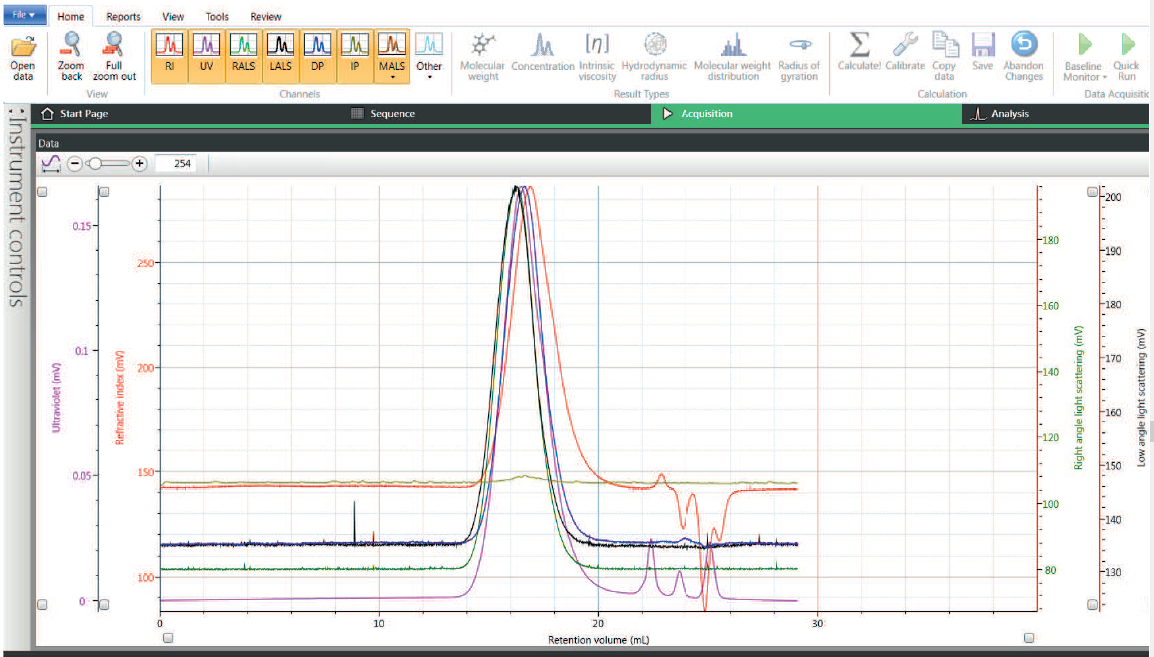 File
Home Reports View Tools Review
Open data
Zoom back
Full zoom out
View
RI UV RALS LALS DP IP MALS Other
Channels
Molecular weight
Concentration
Intrinsic viscosity
Hydrodynamic radius
Molecular weight distribution
Radius of gyration
[η]
Result Types
Calculate!
Calibrate
Copy data
Save
Abandon Changes
Calculation
Baseline Monitor
Quick Run
Data Acquisitic
Instrument controls
Start Page
Sequence
Acquisition
Analysis
Data
254
Ultraviolet (mV)
0.15
0.1
0.05
0
Refractive index (mV)
250
200
150
100
0 10 20 30
Retention volume (mL)
180
160
140
120
100
80
Right angle light scattering (mV)
200
190
180
170
160
150
140
130
Low angle light scattering (mV)